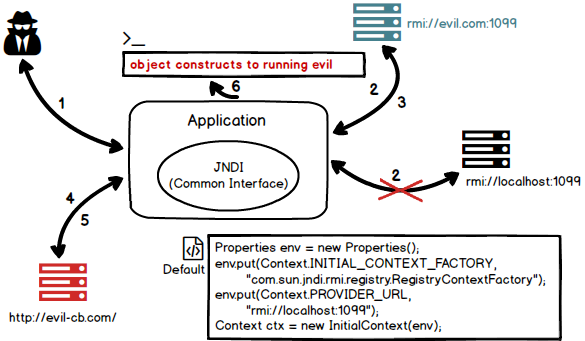 rmi://evil.com:1099
>_
object constructs to running evil
1
6
2
3
Application
JNDI
(Common Interface)
2
rmi://localhost:1099
4
5
Default
Properties env = new Properties();
env.put(Context.INITIAL_CONTEXT_FACTORY,
"com.sun.jndi.rmi.registry.RegistryContextFactory");
env.put(Context.PROVIDER_URL,
"rmi://localhost:1099");
Context ctx = new InitialContext(env);
http://evil-cb.com/